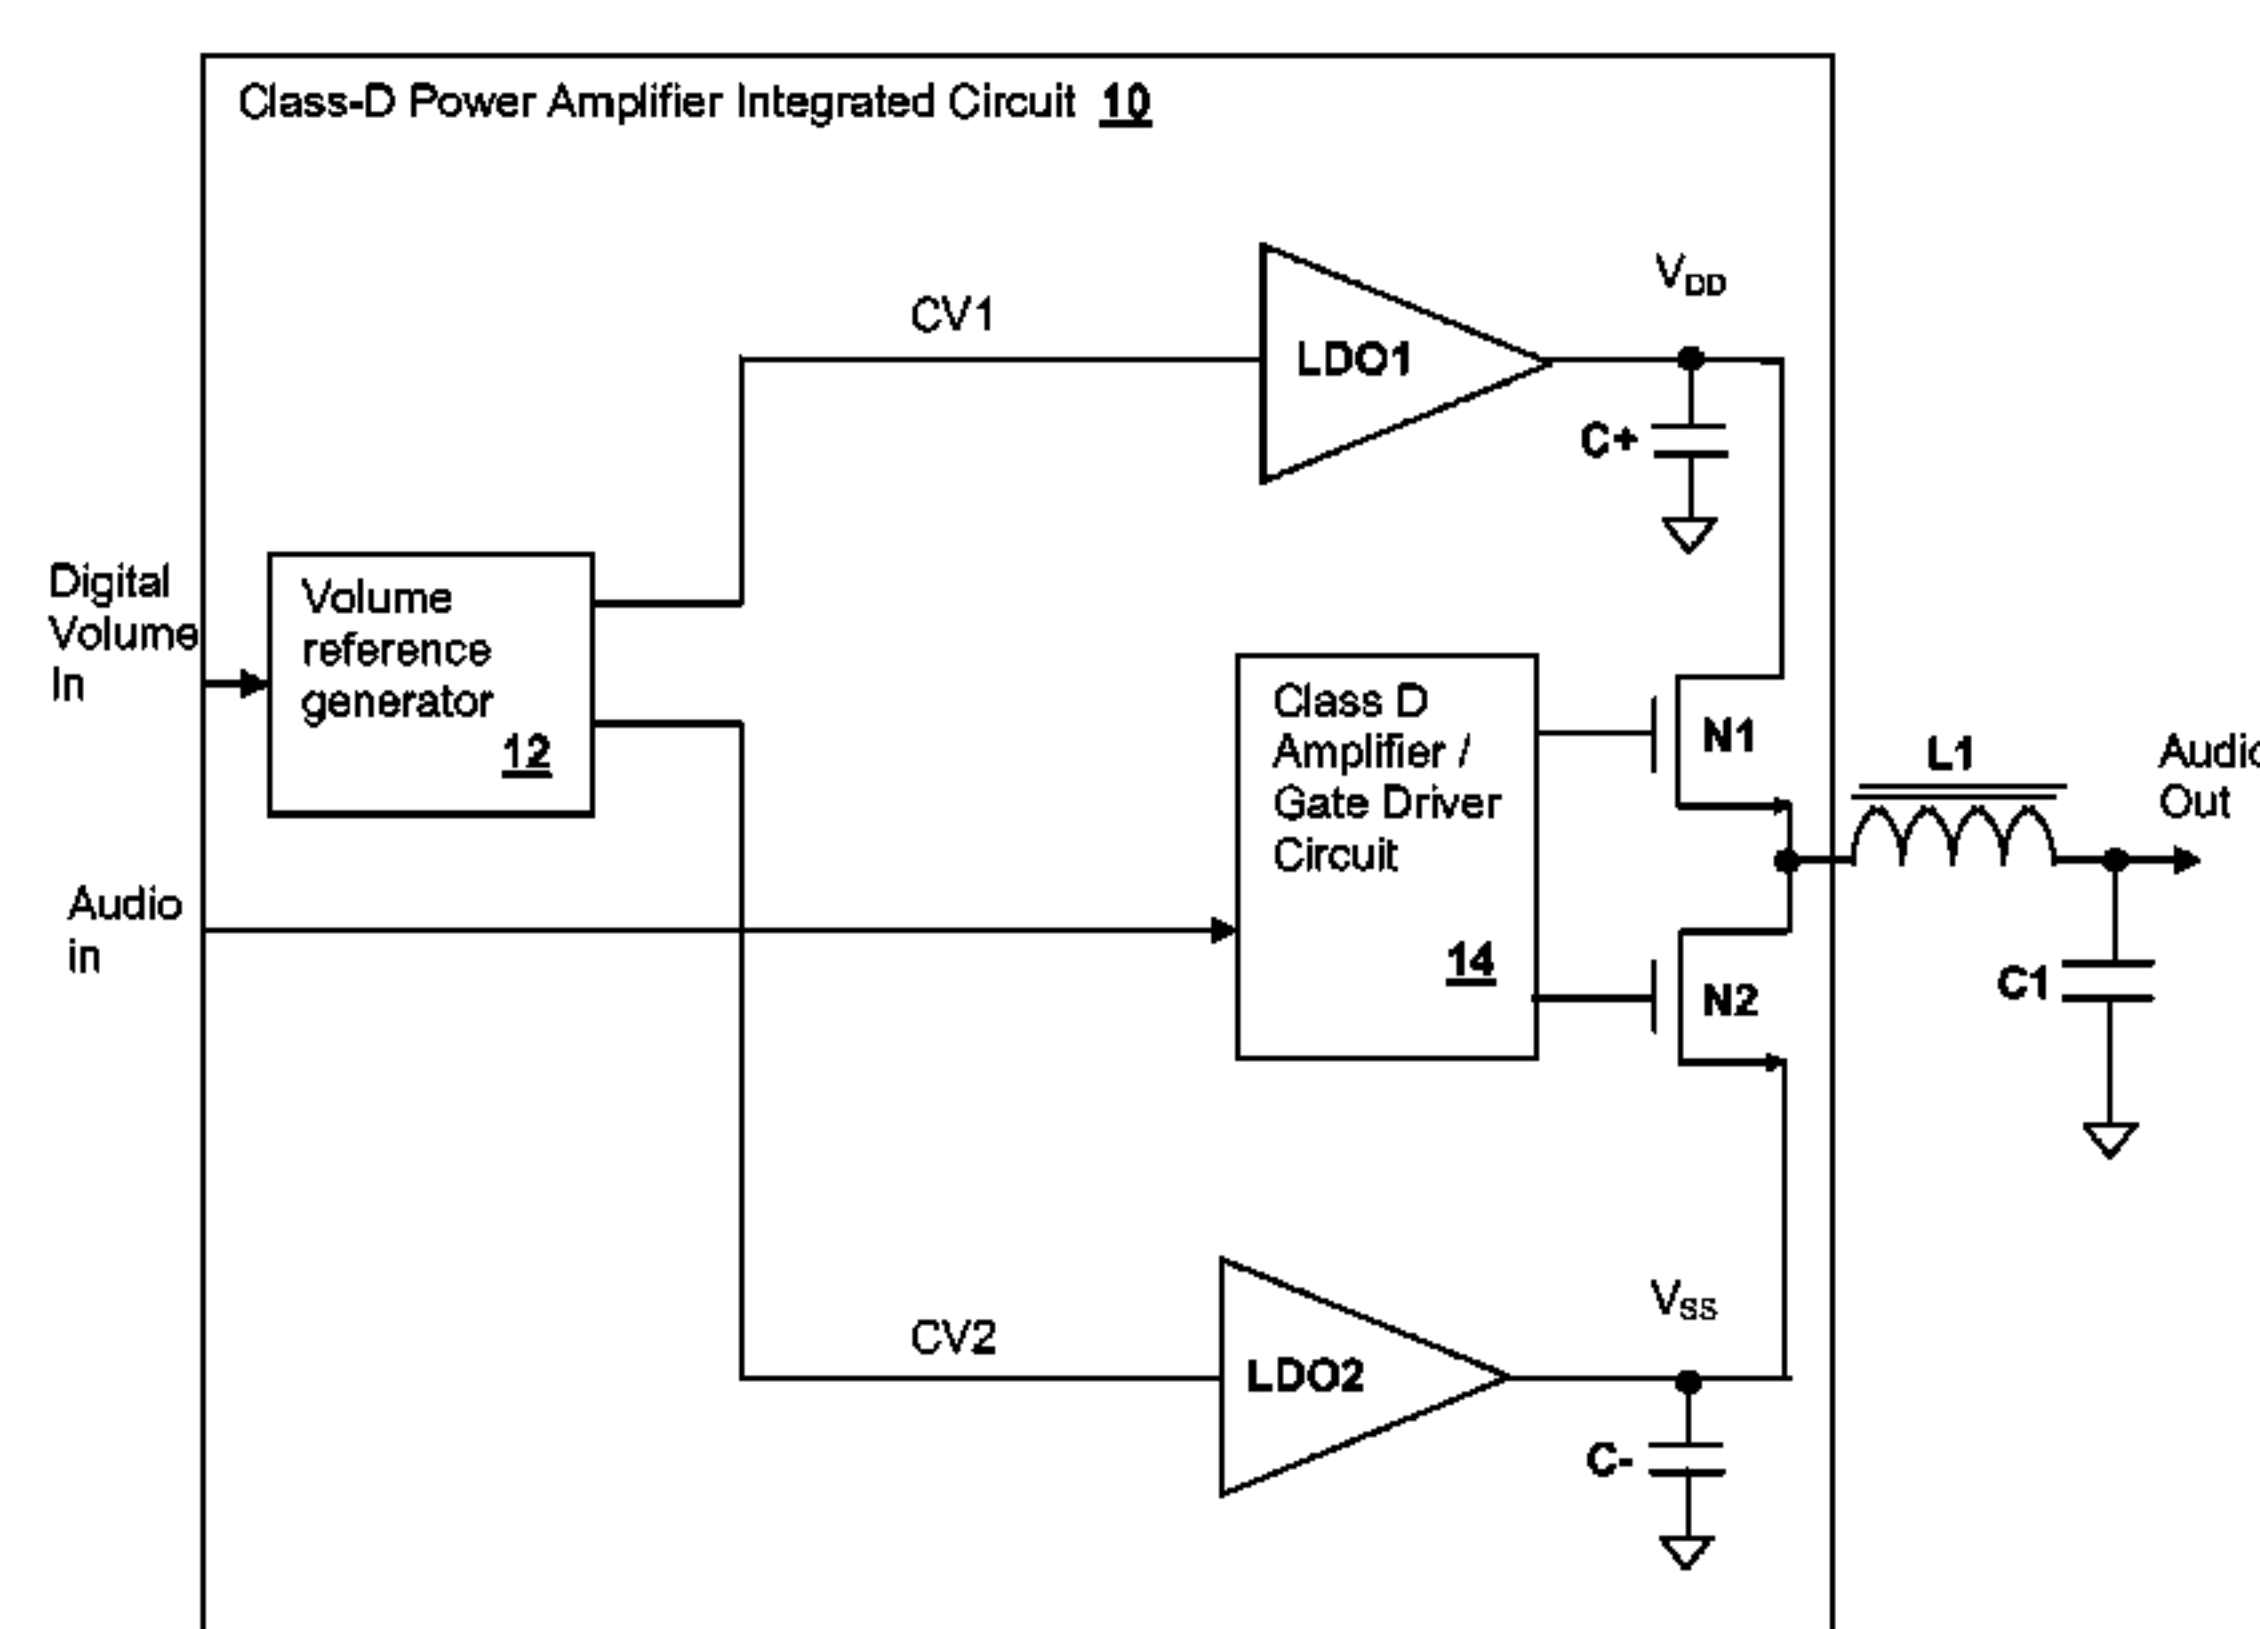 Class-D Power Amplifier Integrated Circuit 10
VDD
CV1
LDO1
C+
Digital
Volume
In
Volume
reference
generator
12
Class D
Amplifier /
Gate Driver
Circuit
14
N1
L1
Out
Audio
in
N2
C1
VSS
CV2
LDO2
C-